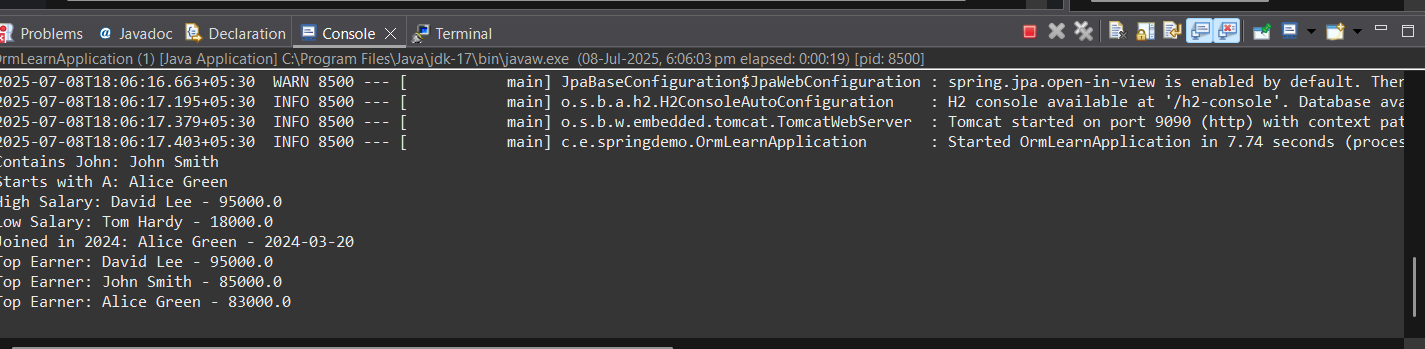 Problems Javadoc Declaration Console Terminal
OrmLearnApplication (1) [Java Application] C:\Program Files\Java\jdk-17\bin\javaw.exe (08-Jul-2025, 6:06:03 pm elapsed: 0:00:19) [pid: 8500]
2025-07-08T18:06:16.663+05:30  WARN 8500 --- [           main] JpaBaseConfiguration$JpaWebConfiguration : spring.jpa.open-in-view is enabled by default. Ther
2025-07-08T18:06:17.195+05:30  INFO 8500 --- [           main] o.s.b.a.h2.H2ConsoleAutoConfiguration    : H2 console available at '/h2-console'. Database ava
2025-07-08T18:06:17.379+05:30  INFO 8500 --- [           main] o.s.b.w.embedded.tomcat.TomcatWebServer  : Tomcat started on port 9090 (http) with context pat
2025-07-08T18:06:17.403+05:30  INFO 8500 --- [           main] c.e.springdemo.OrmLearnApplication       : Started OrmLearnApplication in 7.74 seconds (proces
Contains John: John Smith
Starts with A: Alice Green
High Salary: David Lee - 95000.0
Low Salary: Tom Hardy - 18000.0
Joined in 2024: Alice Green - 2024-03-20
Top Earner: David Lee - 95000.0
Top Earner: John Smith - 85000.0
Top Earner: Alice Green - 83000.0